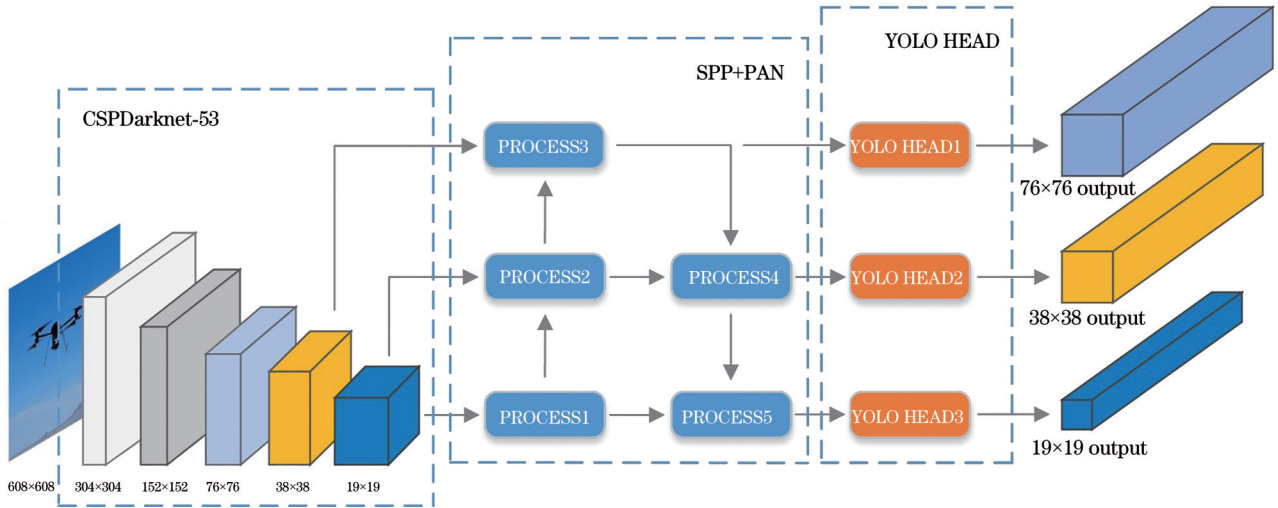 YOLO HEAD
SPP+PAN
CSPDarknet-53
PROCESS3
YOLO HEAD1
76×76 output
PROCESS2
PROCESS4
YOLO HEAD2
38×38 output
PROCESS1
PROCESS5
YOLO HEAD3
19×19 output
608×608
304×304
152×152
76×76
38×38
19×19